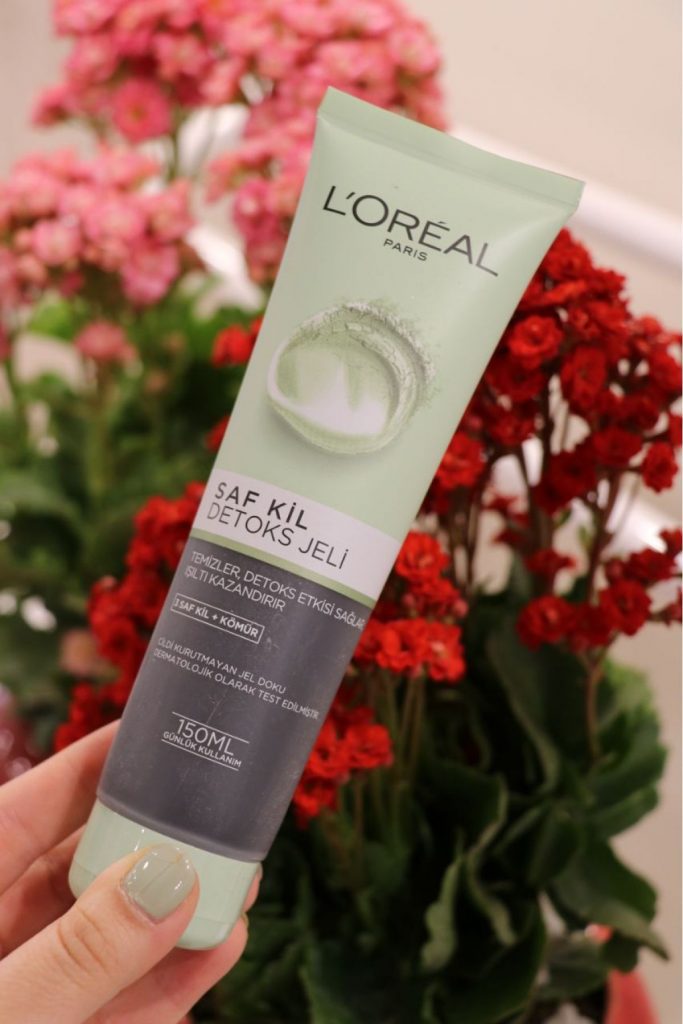 L'ORÉAL
PARIS
SAF KİL
DETOKS JELİ
TEMİZLER, DETOKS ETKİSİ SAĞLAR,
IŞILTI KAZANDIRIR
3 SAF KİL + KÖMÜR
CİLDİ KURUTMAYAN JEL DOKU
DERMATOLOJİK OLARAK TEST EDİLMİŞTİR.
150ML
GÜNLÜK KULLANIM